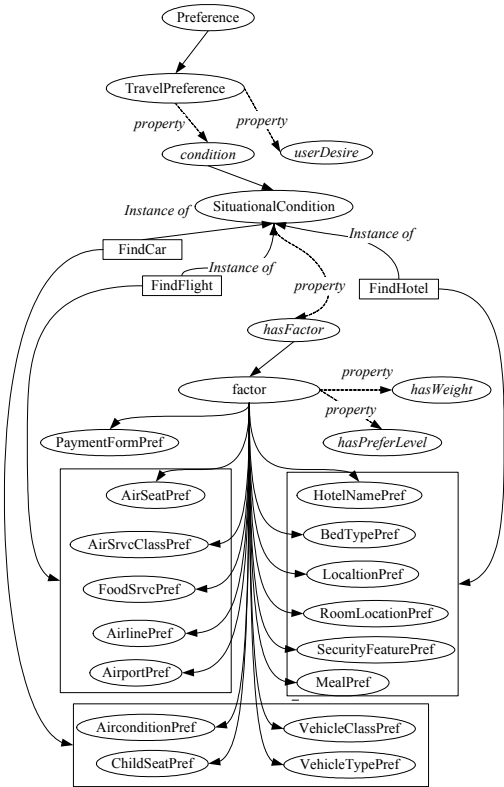 Preference
TravelPreference
property
property
condition
userDesire
Instance of
SituationalCondition
FindCar
Instance of
Instance of
FindFlight
property
FindHotel
hasFactor
factor
property
hasWeight
property
PaymentFormPref
hasPreferLevel
AirSeatPref
HotelNamePref
AirSrvcClassPref
BedTypePref
FoodSrvcPref
LocaltionPref
AirlinePref
RoomLocationPref
AirportPref
SecurityFeaturePref
MealPref
AirconditionPref
VehicleClassPref
ChildSeatPref
VehicleTypePref